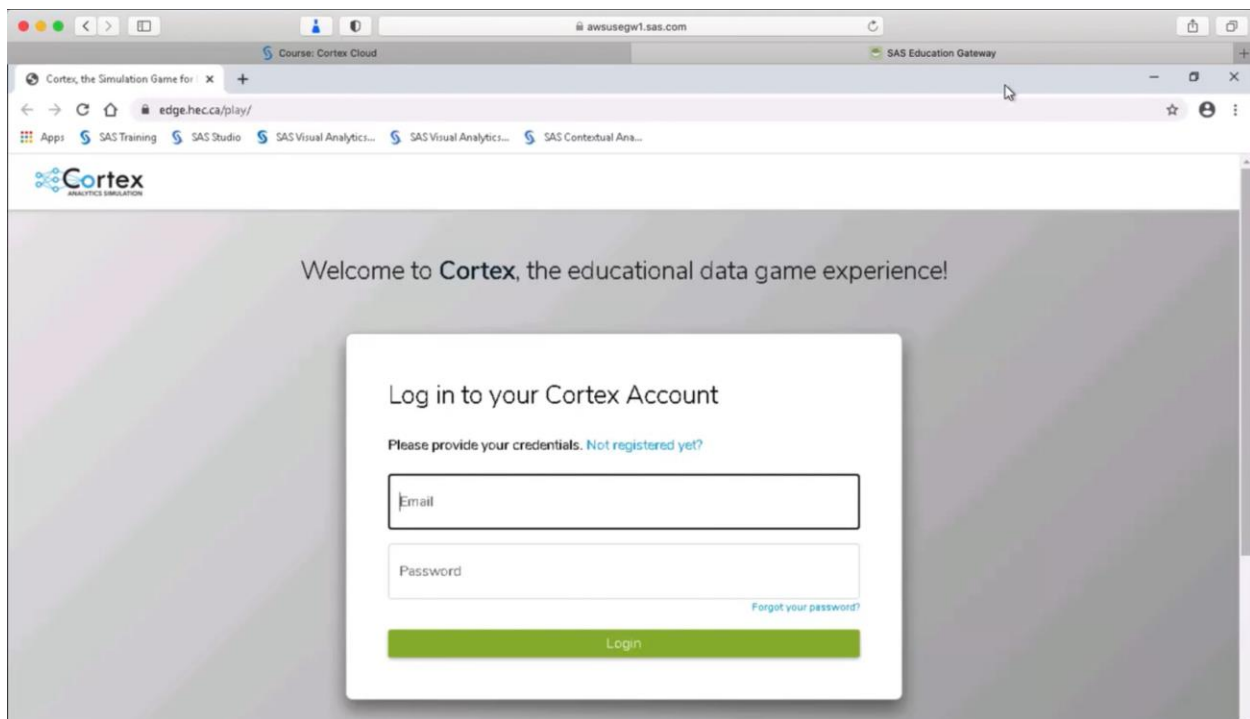 awsusegw1.sas.com
Course: Cortex Cloud
SAS Education Gateway
Cortex, the Simulation Game for
edge.hec.ca/play/
Apps SAS Training SAS Studio SAS Visual Analytics... SAS Visual Analytics... SAS Contextual Ana...
Cortex
ANALYTICS SIMULATION
Welcome to Cortex, the educational data game experience!
Log in to your Cortex Account
Please provide your credentials. Not registered yet?
Email
Password
Forgot your password?
Login